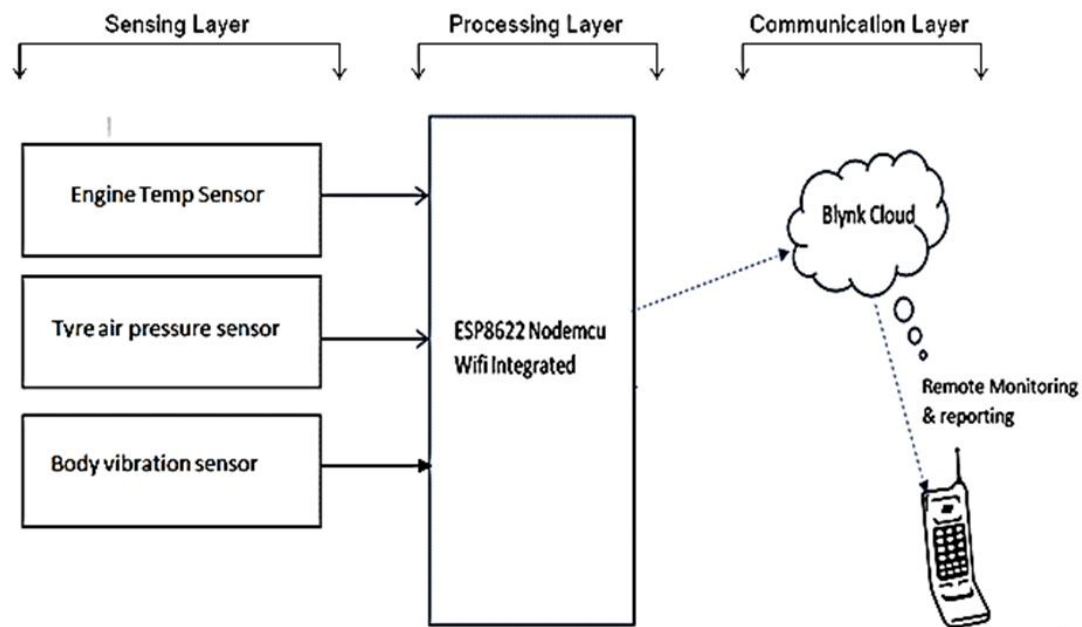 Sensing Layer
Processing Layer
Communication Layer
Engine Temp Sensor
Tyre air pressure sensor
Body vibration sensor
ESP8622 Nodemcu
Wifi Integrated
Blynk Cloud
Remote Monitoring
& reporting